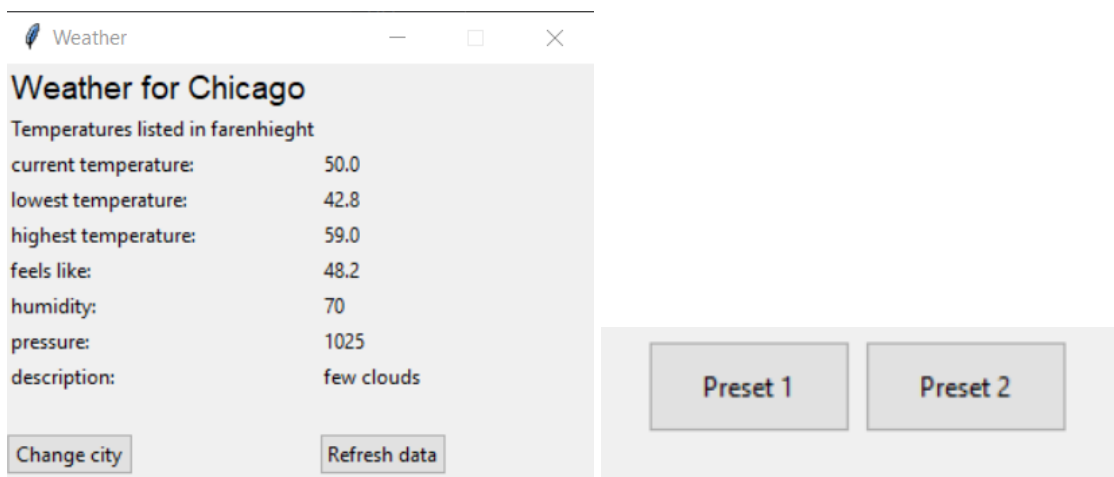 Weather
Weather for Chicago
Temperatures listed in farenhieght
current temperature: 50.0
lowest temperature: 42.8
highest temperature: 59.0
feels like: 48.2
humidity: 70
pressure: 1025
description: few clouds
Change city Refresh data
Preset 1 Preset 2